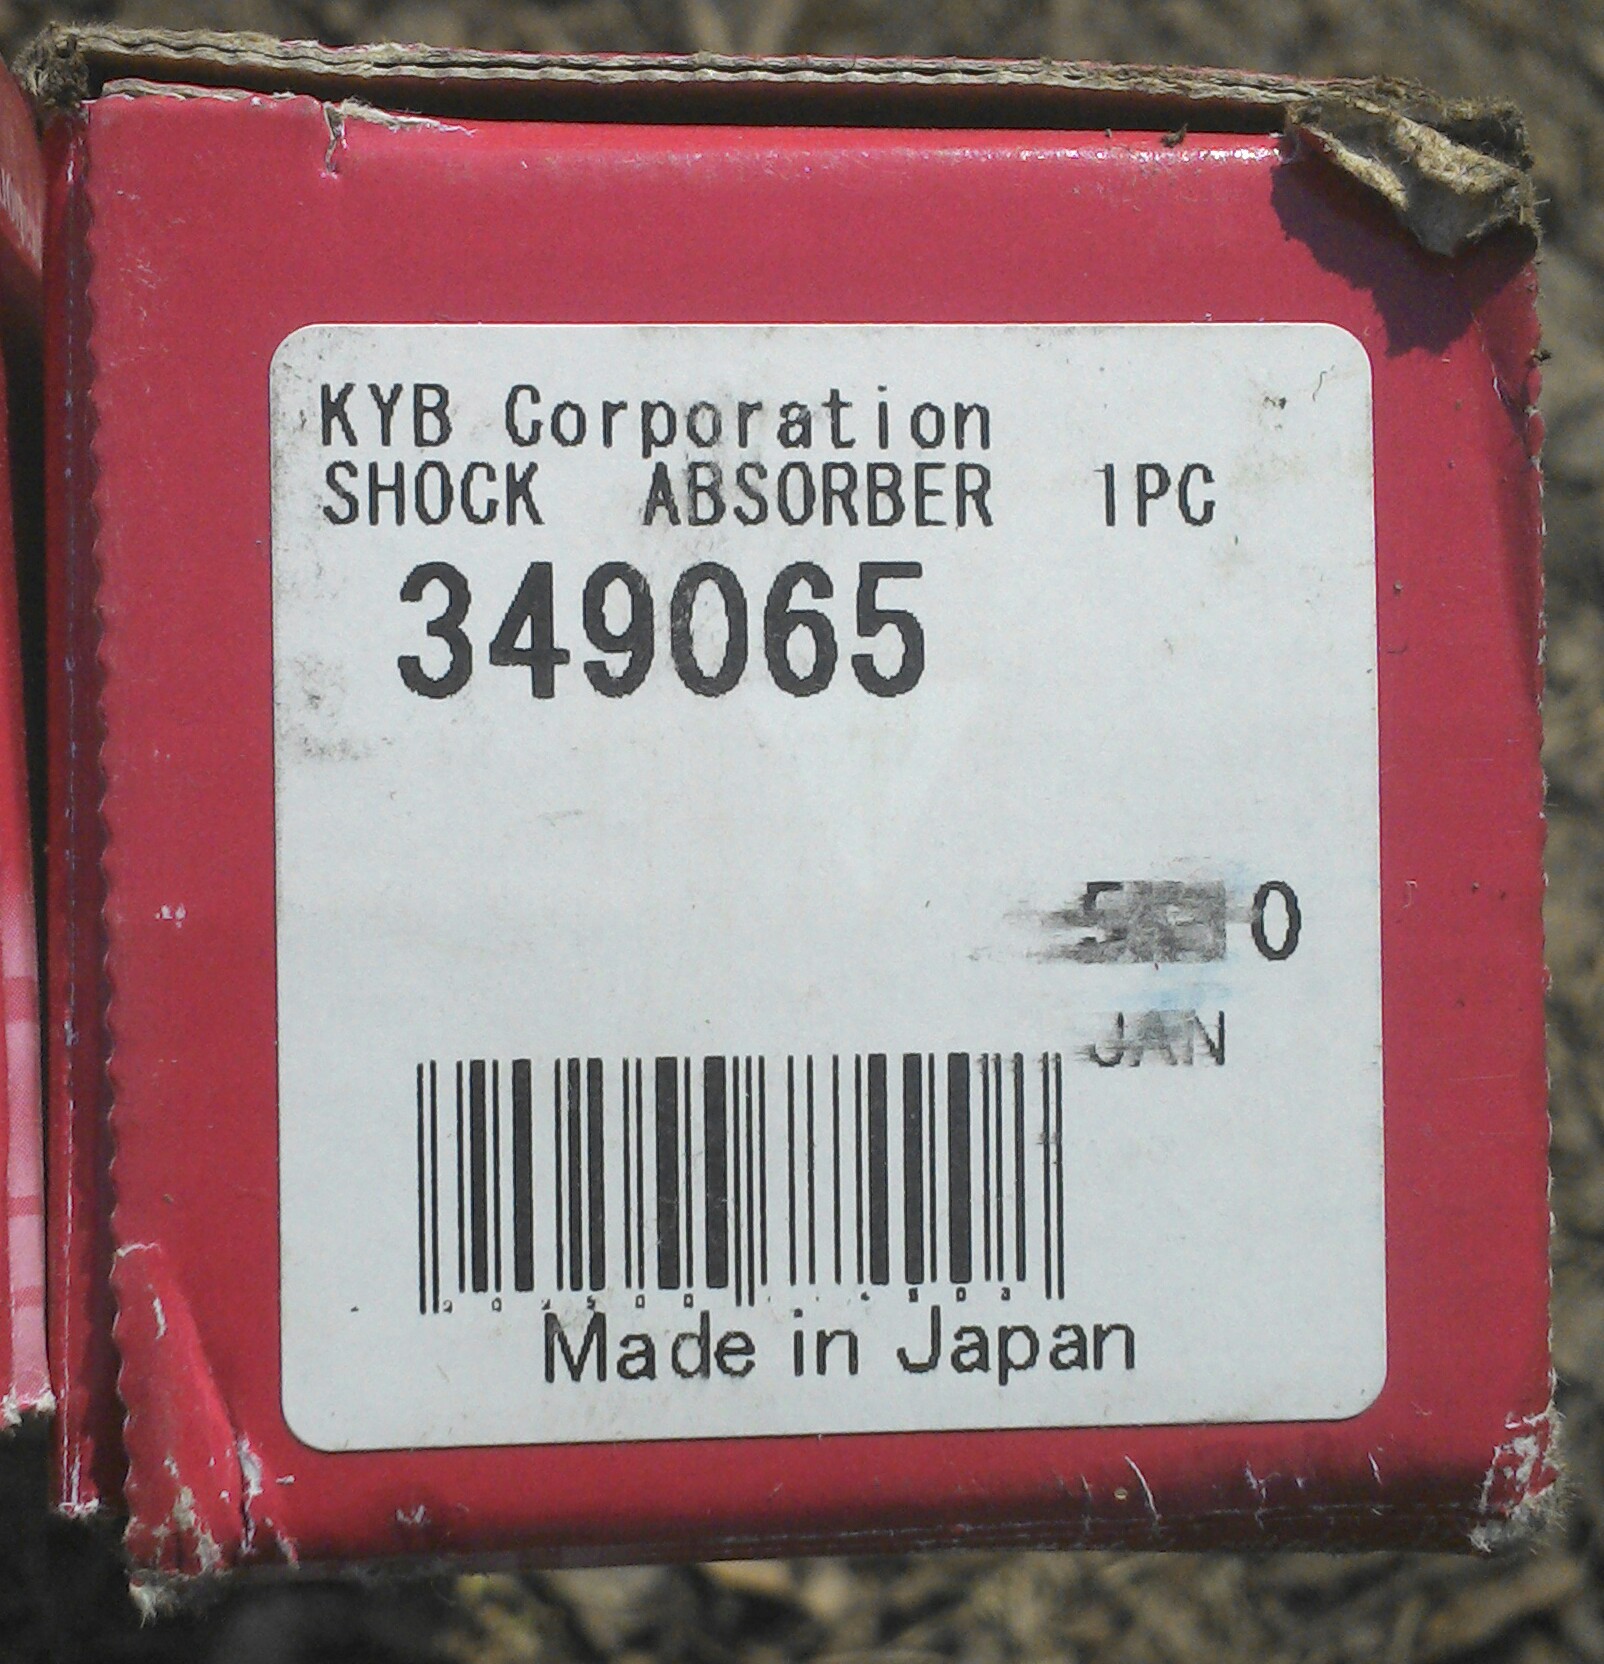 KYB Corporation
SHOCK ABSORBER 1PC
349065
JAN
Made in Japan